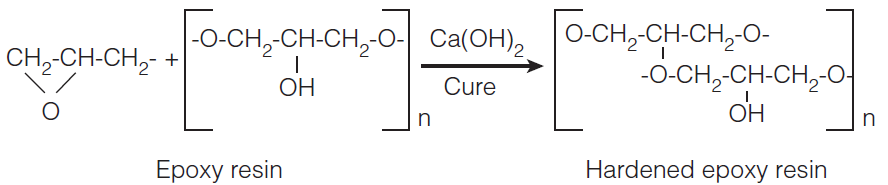 CH₂-CH-CH₂- +
O
-O-CH₂-CH-CH₂-O-
OH
n
Ca(OH)₂
Cure
O-CH₂-CH-CH₂-O-
-O-CH₂-CH-CH₂-O-
OH
n
Epoxy resin
Hardened epoxy resin